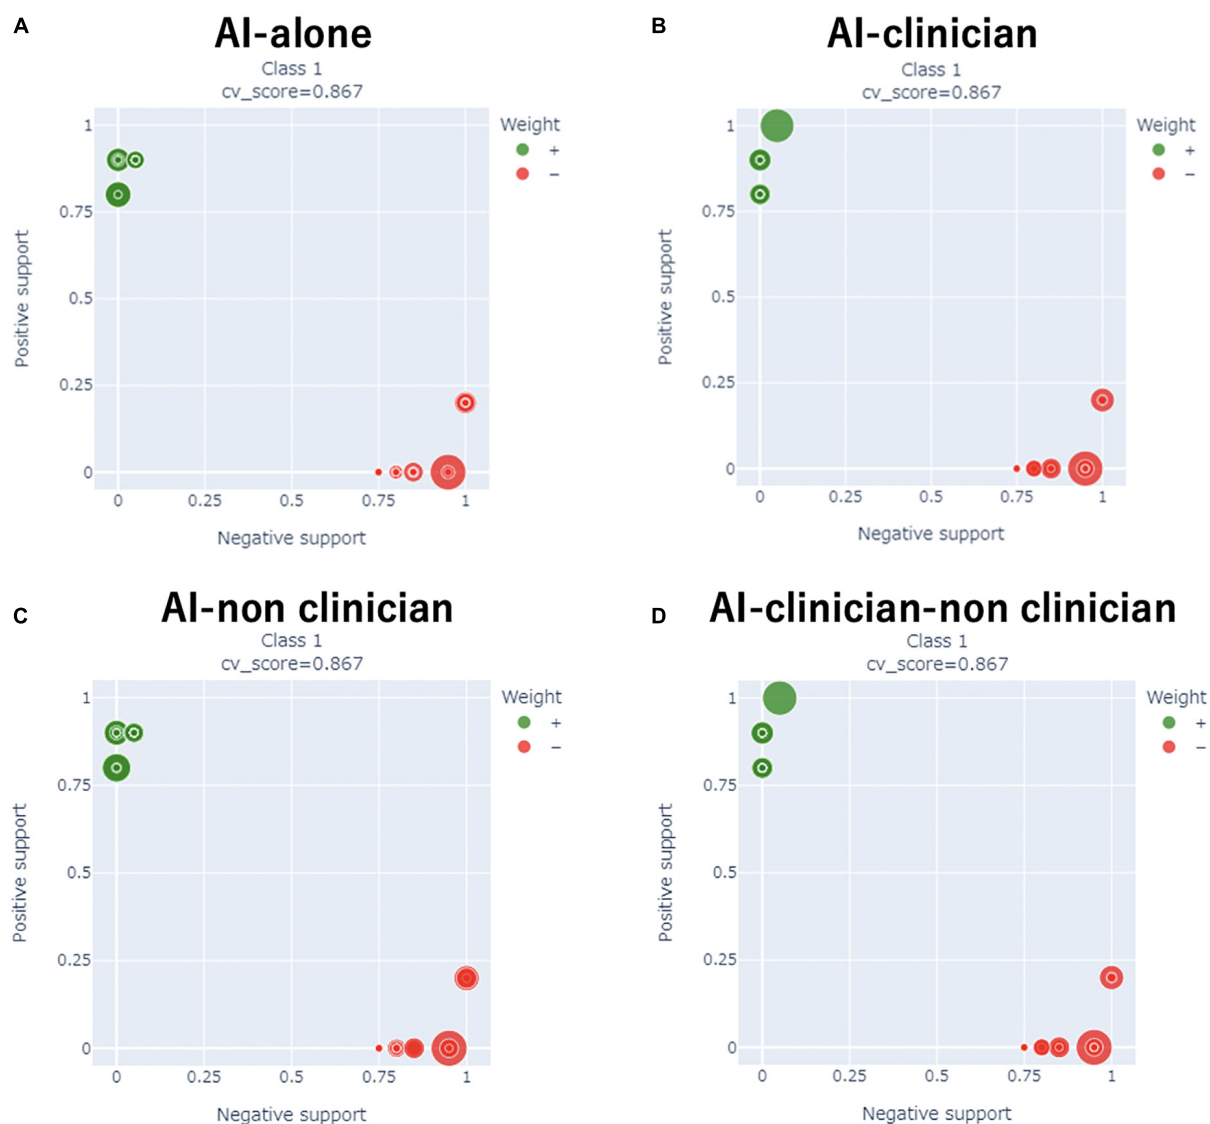 A
AI-alone
Class 1
cv_score=0.867
Weight
+
−
1
0.75
0.5
0.25
0
Positive support
0 0.25 0.5 0.75 1
Negative support
B
AI-clinician
Class 1
cv_score=0.867
Weight
+
−
1
0.75
0.5
0.25
0
Positive support
0 0.25 0.5 0.75 1
Negative support
C
AI-non clinician
Class 1
cv_score=0.867
Weight
+
−
1
0.75
0.5
0.25
0
Positive support
0 0.25 0.5 0.75 1
Negative support
D
AI-clinician-non clinician
Class 1
cv_score=0.867
Weight
+
−
1
0.75
0.5
0.25
0
Positive support
0 0.25 0.5 0.75 1
Negative support